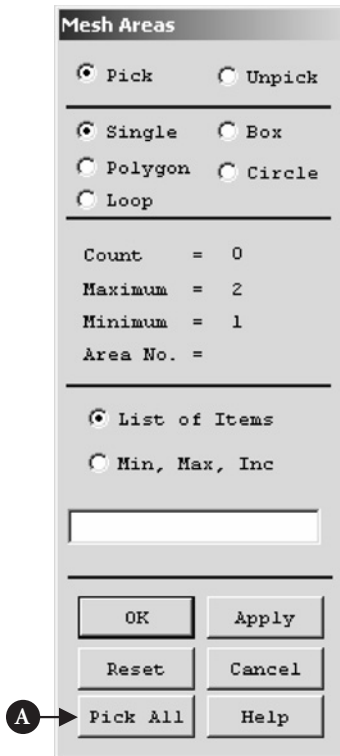 Mesh Areas
Pick Unpick
Single Box
Polygon Circle
Loop
Count = 0
Maximum = 2
Minimum = 1
Area No. =
List of Items
Min, Max, Inc
OK Apply
Reset Cancel
A Pick All Help